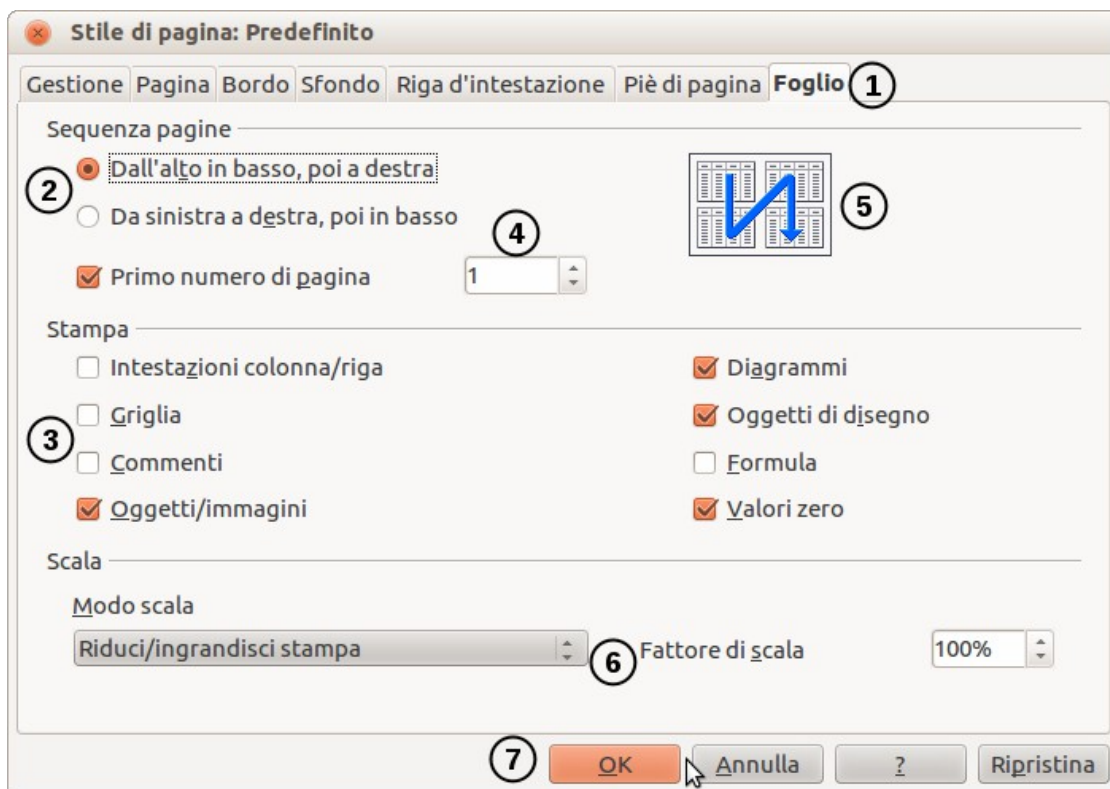 Stile di pagina: Predefinito
Gestione Pagina Bordo Sfondo Riga d'intestazione Piè di pagina Foglio 1
Sequenza pagine
2 Dall'alto in basso, poi a destra
5
Da sinistra a destra, poi in basso
4
Primo numero di pagina 1
Stampa
Intestazioni colonna/riga Diagrammi
Griglia Oggetti di disegno
3
Commenti Formula
Oggetti/immagini Valori zero
Scala
Modo scala
Riduci/ingrandisci stampa 6 Fattore di scala 100%
7 OK Annulla ? Ripristina